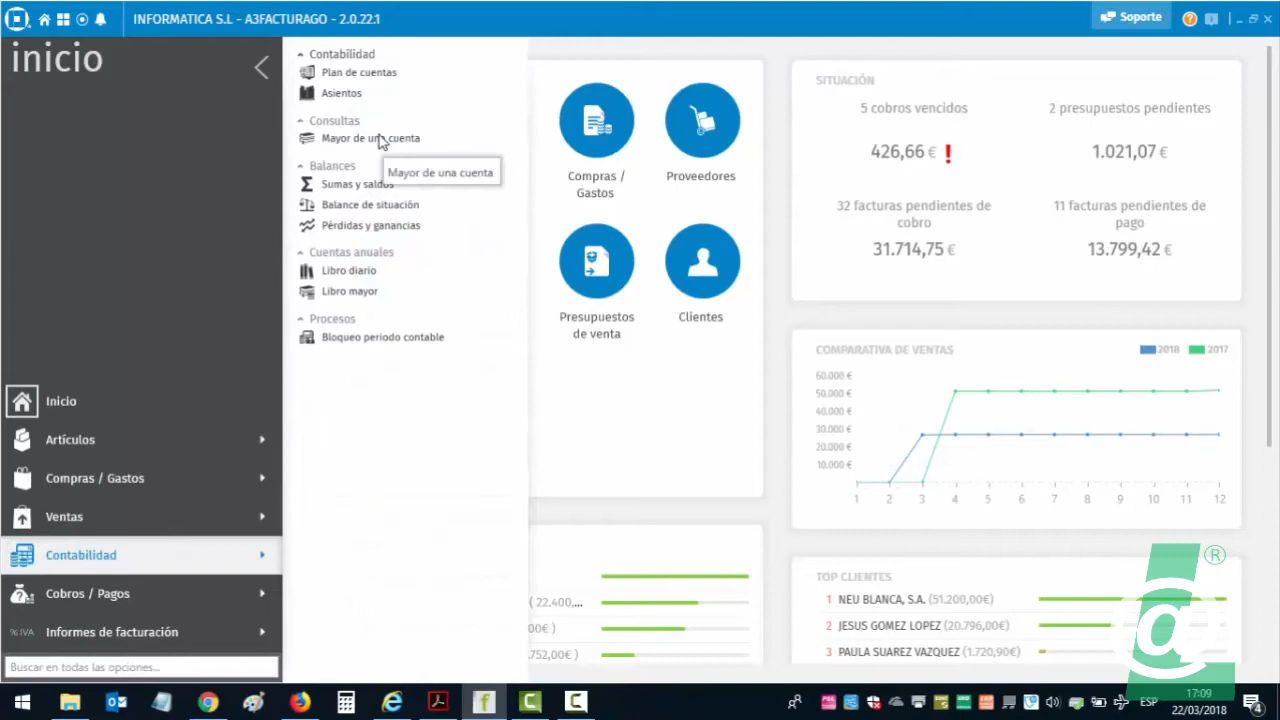 INFORMATICA S.L - A3FACTURAGO - 2.0.22.1
Soporte
inicio
Contabilidad
Plan de cuentas
Asientos
Consultas
Mayor de una cuenta
Mayor de una cuenta
Balances
Sumas y saldos
Balance de situación
Pérdidas y ganancias
Cuentas anuales
Libro diario
Libro mayor
Procesos
Bloqueo periodo contable
Inicio
Artículos
Compras / Gastos
Ventas
Contabilidad
Cobros / Pagos
% IVA Informes de facturación
Buscar en todas las opciones...
Compras /
Gastos
Proveedores
Presupuestos
de venta
Clientes
SITUACIÓN
5 cobros vencidos
426,66 € !
2 presupuestos pendientes
1.021,07 €
32 facturas pendientes de
cobro
31.714,75 €
11 facturas pendientes de
pago
13.799,42 €
COMPARATIVA DE VENTAS
2018 2017
60.000 €
50.000 €
40.000 €
30.000 €
20.000 €
10.000 €
1 2 3 4 5 6 7 8 9 10 11 12
( 22.400,...
00€ )
.752,00€ )
TOP CLIENTES
1 NEU BLANCA, S.A. (51.200,00€)
2 JESUS GOMEZ LOPEZ (20.796,00€)
3 PAULA SUAREZ VAZQUEZ (1.720,90€)
®
ESP
17:09
22/03/2018
4